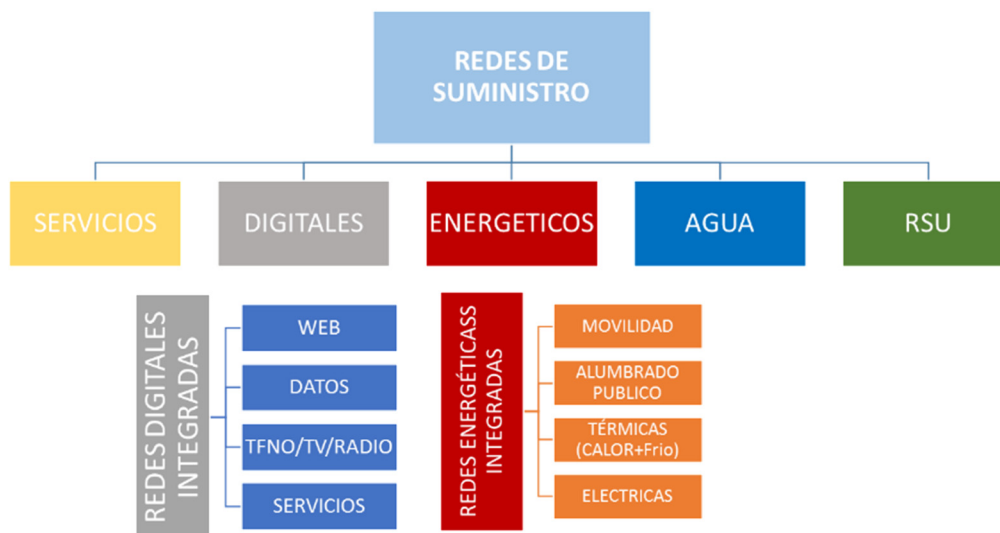 REDES DE
SUMINISTRO
SERVICIOS
DIGITALES
ENERGETICOS
AGUA
RSU
REDES DIGITALES
INTEGRADAS
WEB
DATOS
TFNO/TV/RADIO
SERVICIOS
REDES ENERGÉTICASS
INTEGRADAS
MOVILIDAD
ALUMBRADO
PUBLICO
TÉRMICAS
(CALOR+Frio)
ELECTRICAS